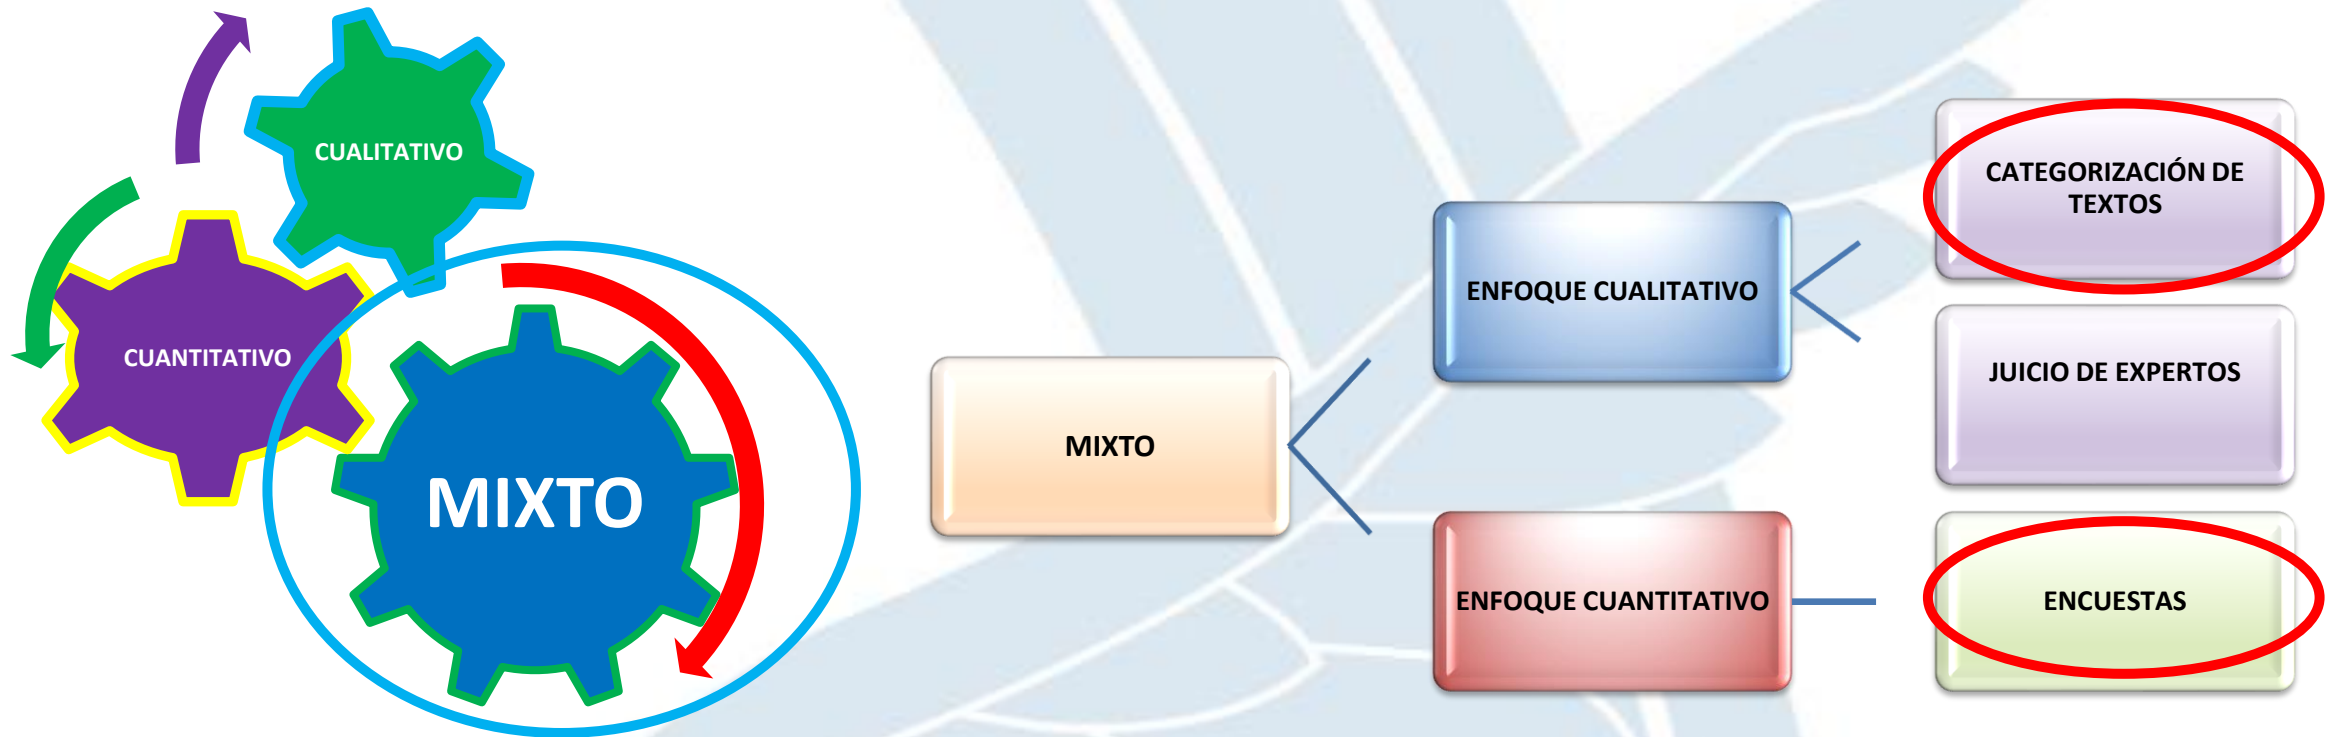 CUALITATIVO
CUANTITATIVO
MIXTO
MIXTO
ENFOQUE CUALITATIVO
CATEGORIZACIÓN DE
TEXTOS
JUICIO DE EXPERTOS
ENFOQUE CUANTITATIVO
ENCUESTAS